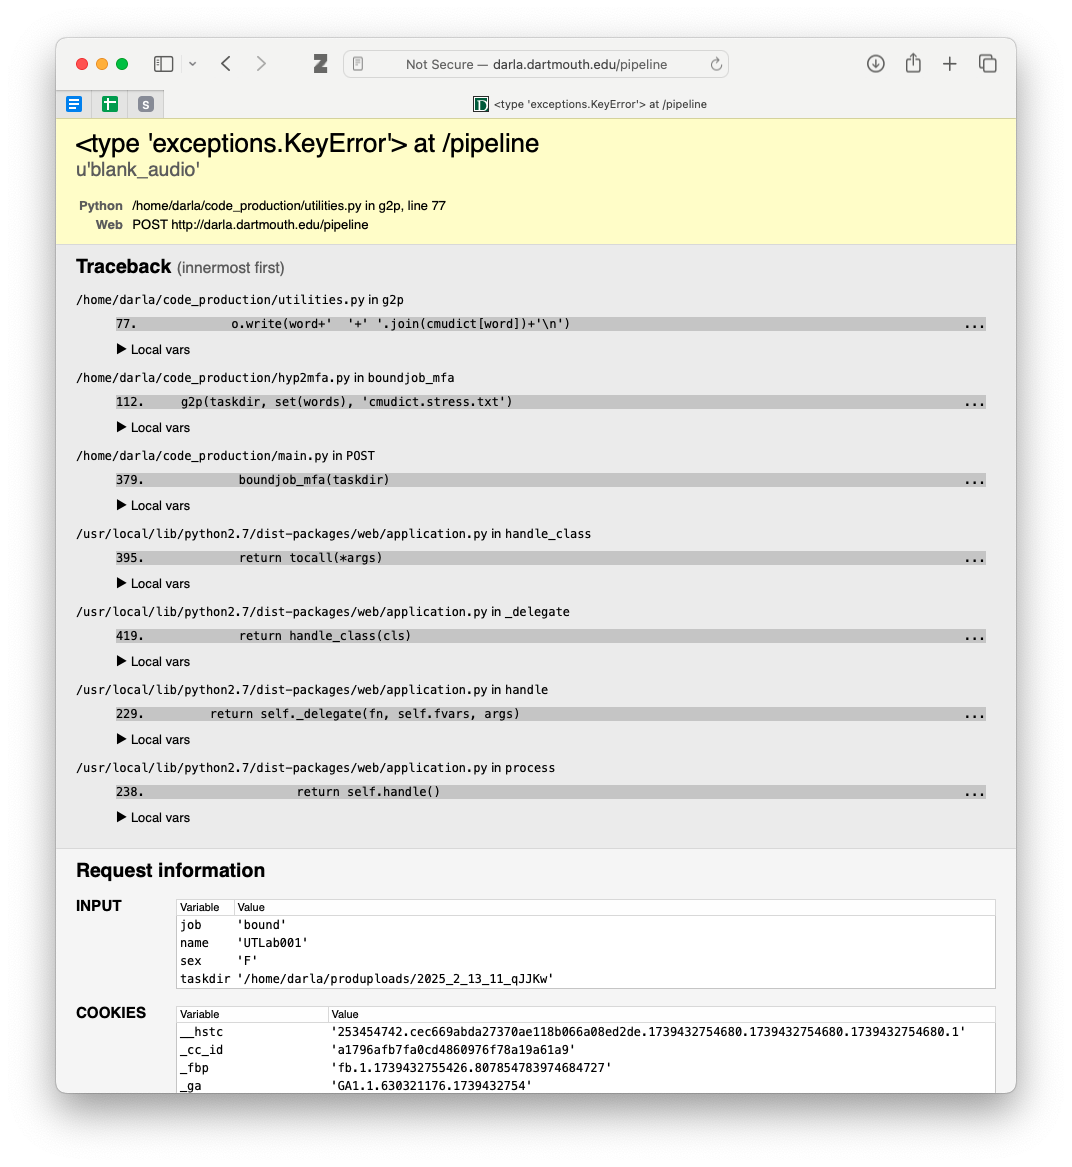 Not Secure — darla.dartmouth.edu/pipeline
S
D <type 'exceptions.KeyError'> at /pipeline
<type 'exceptions.KeyError'> at /pipeline
u'blank_audio'
Python /home/darla/code_production/utilities.py in g2p, line 77
Web POST http://darla.dartmouth.edu/pipeline
Traceback (innermost first)
/home/darla/code_production/utilities.py in g2p
77. o.write(word+'  '+' '.join(cmudict[word])+'\n') ...
▶ Local vars
/home/darla/code_production/hyp2mfa.py in boundjob_mfa
112. g2p(taskdir, set(words), 'cmudict.stress.txt') ...
▶ Local vars
/home/darla/code_production/main.py in POST
379. boundjob_mfa(taskdir) ...
▶ Local vars
/usr/local/lib/python2.7/dist-packages/web/application.py in handle_class
395. return tocall(*args) ...
▶ Local vars
/usr/local/lib/python2.7/dist-packages/web/application.py in _delegate
419. return handle_class(cls) ...
▶ Local vars
/usr/local/lib/python2.7/dist-packages/web/application.py in handle
229. return self._delegate(fn, self.fvars, args) ...
▶ Local vars
/usr/local/lib/python2.7/dist-packages/web/application.py in process
238. return self.handle() ...
▶ Local vars
Request information
INPUT
Variable Value
job 'bound'
name 'UTLab001'
sex 'F'
taskdir '/home/darla/produploads/2025_2_13_11_qJJKw'
COOKIES
Variable Value
__hstc '253454742.cec669abda27370ae118b066a08ed2de.1739432754680.1739432754680.1739432754680.1'
_cc_id 'a1796afb7fa0cd4860976f78a19a61a9'
_fbp 'fb.1.1739432755426.807854783974684727'
_ga 'GA1.1.630321176.1739432754'